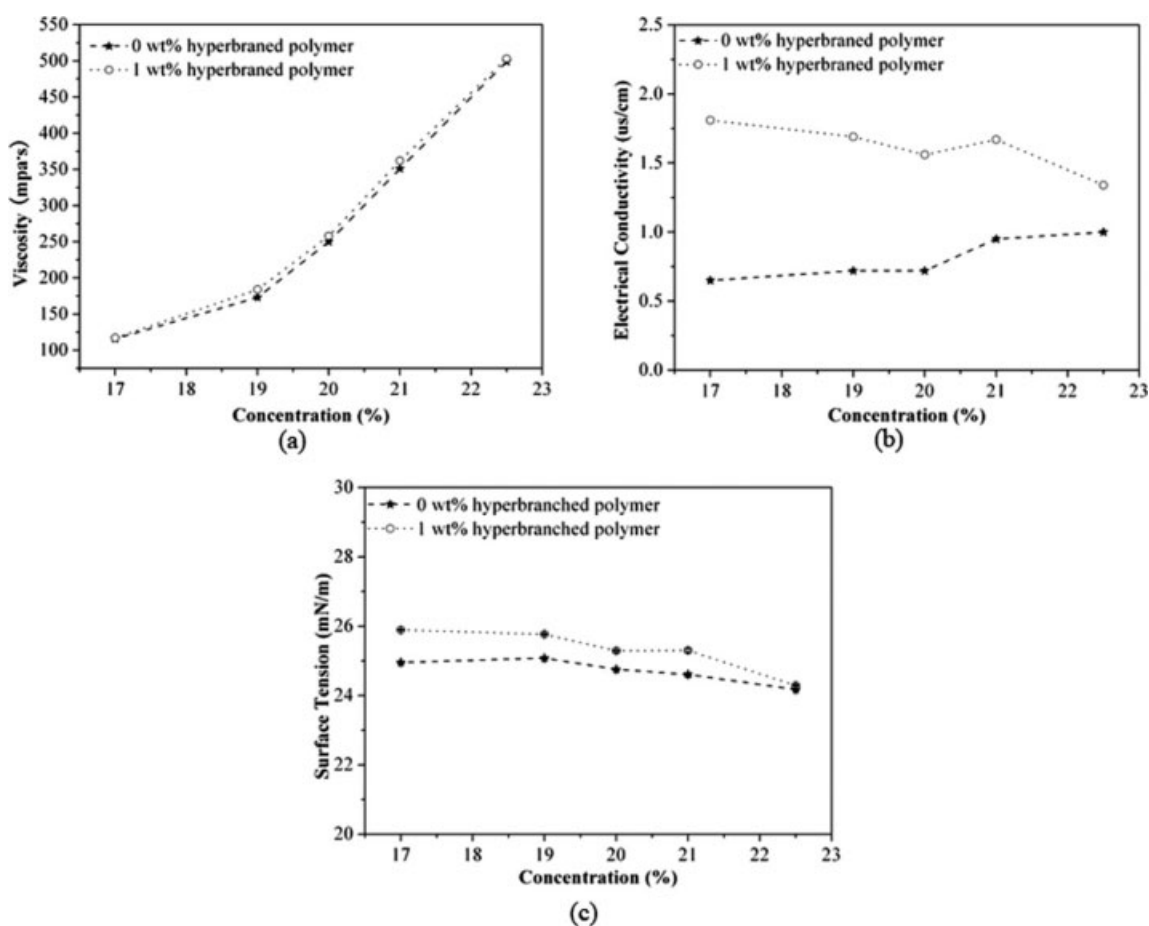 550
500
450
400
350
300
250
200
150
100
Viscosity (mpa·s)
0 wt% hyperbraned polymer
1 wt% hyperbraned polymer
17 18 19 20 21 22 23
Concentration (%)
(a)
2.5
2.0
1.5
1.0
0.5
0.0
Electrical Conductivity (us/cm)
0 wt% hyperbraned polymer
1 wt% hyperbraned polymer
17 18 19 20 21 22 23
Concentration (%)
(b)
30
28
26
24
22
20
Surface Tension (mN/m)
0 wt% hyperbranched polymer
1 wt% hyperbranched polymer
17 18 19 20 21 22 23
Concentration (%)
(c)